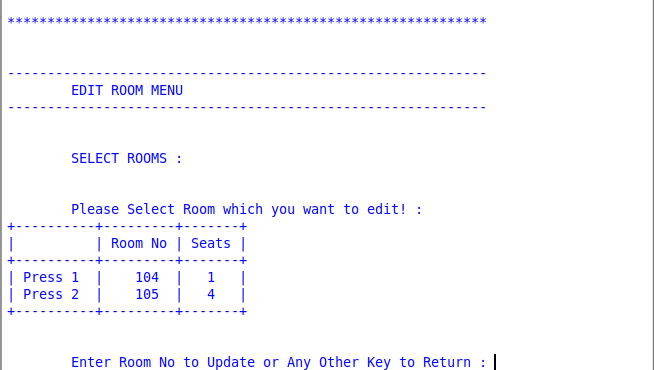 ************************************************************
------------------------------------------------------------
        EDIT ROOM MENU
------------------------------------------------------------
        SELECT ROOMS :
        Please Select Room which you want to edit! :
+----------+---------+-------+
|          | Room No | Seats |
+----------+---------+-------+
| Press 1  |    104  |   1   |
| Press 2  |    105  |   4   |
+----------+---------+-------+
        Enter Room No to Update or Any Other Key to Return :